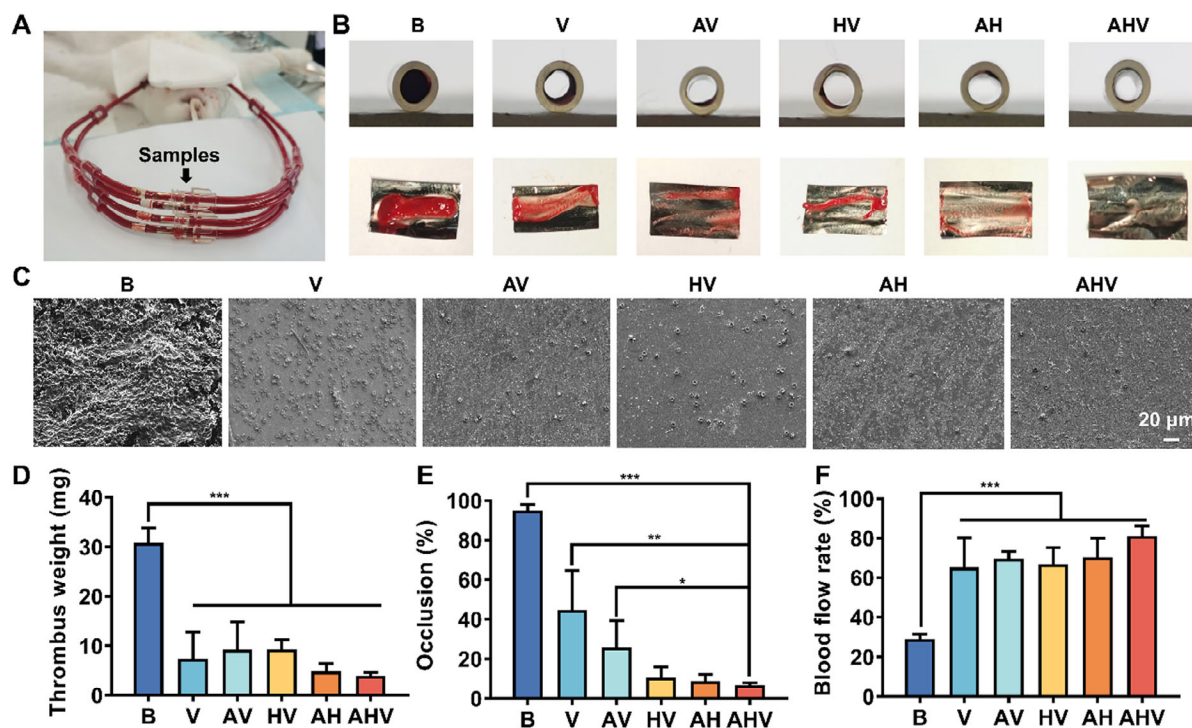 A
Samples
B
B V AV HV AH AHV
C
B V AV HV AH AHV
20 μm
D
Thrombus weight (mg)
40
30
20
10
0
***
B V AV HV AH AHV
E
Occlusion (%)
100
80
60
40
20
0
***
**
*
B V AV HV AH AHV
F
Blood flow rate (%)
100
80
60
40
20
0
***
B V AV HV AH AHV